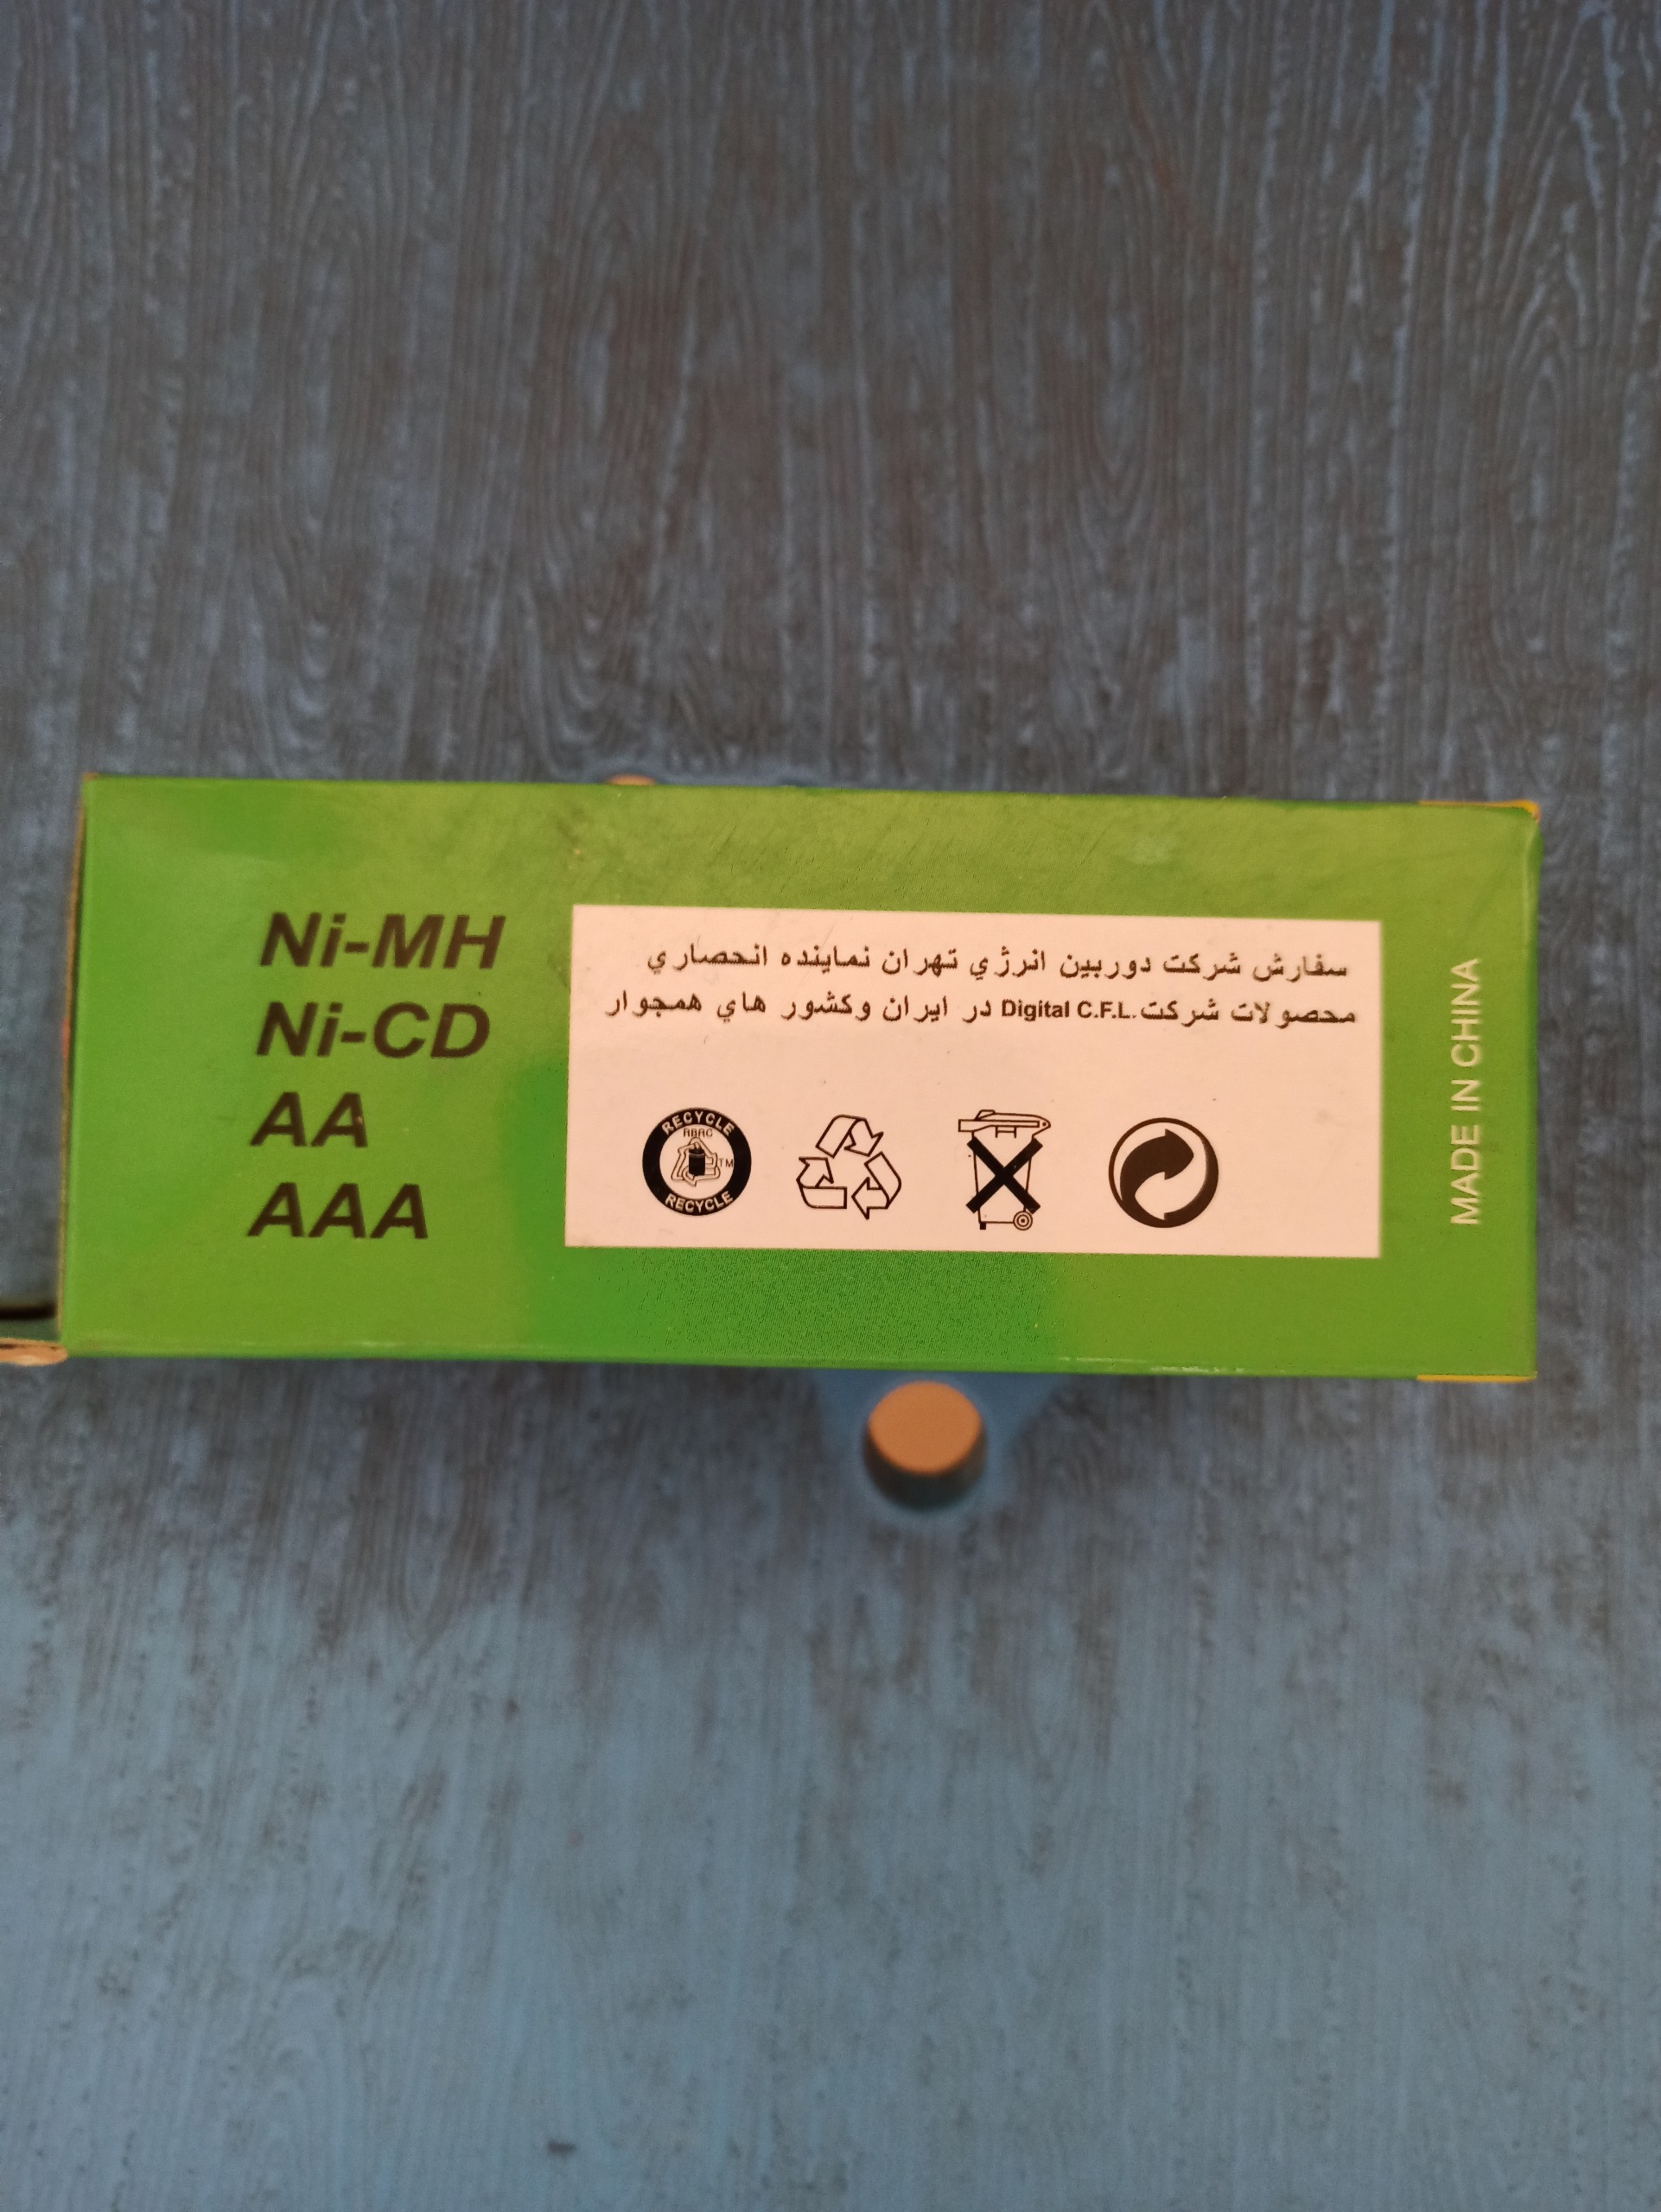 Ni-MH
Ni-CD
AA
AAA
سفارش شركت دوربين انرژي تهران نماينده انحصاري
محصولات شركت Digital C.F.L. در ايران وكشور هاي همجوار
RECYCLE
RBRC
TM
RECYCLE
MADE IN CHINA